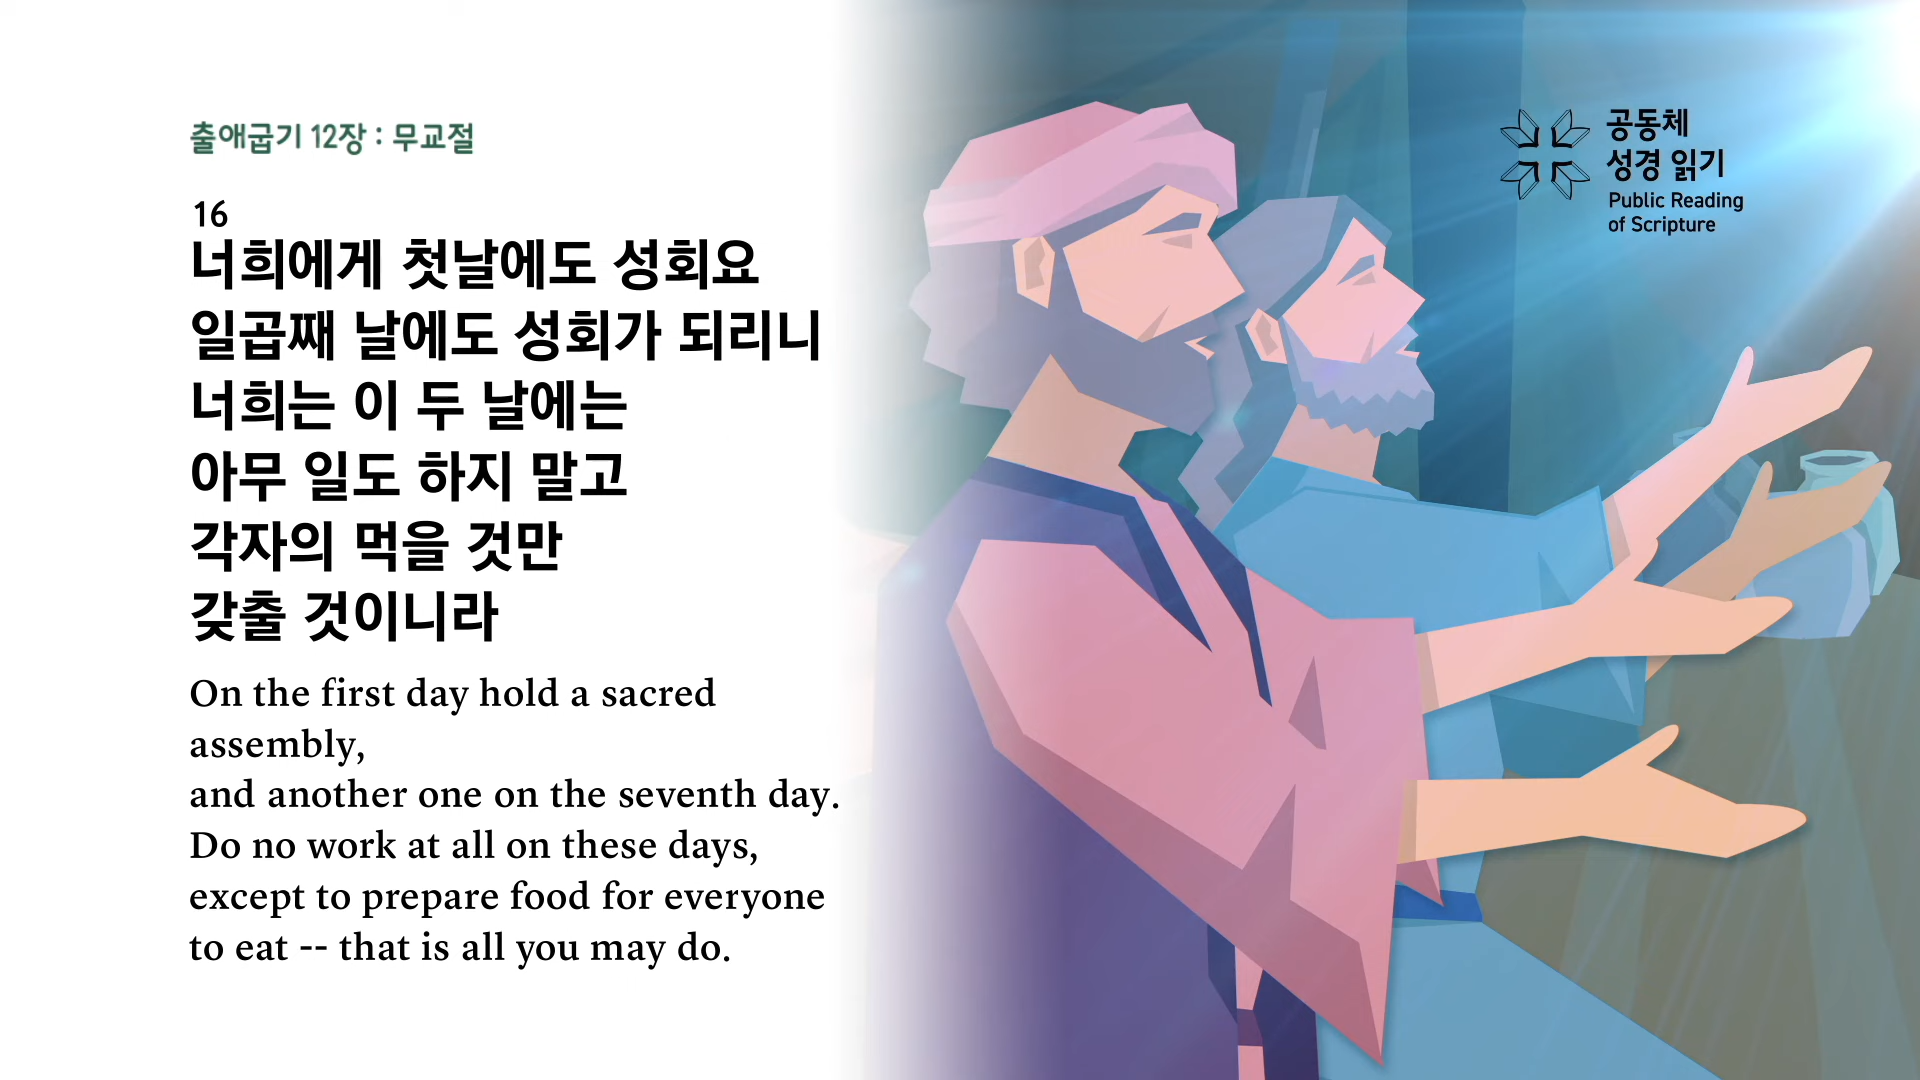 출애굽기 12장 : 무교절
16
너희에게 첫날에도 성회요
일곱째 날에도 성회가 되리니
너희는 이 두 날에는
아무 일도 하지 말고
각자의 먹을 것만
갖출 것이니라
On the first day hold a sacred
assembly,
and another one on the seventh day.
Do no work at all on these days,
except to prepare food for everyone
to eat -- that is all you may do.
공동체
성경 읽기
Public Reading
of Scripture